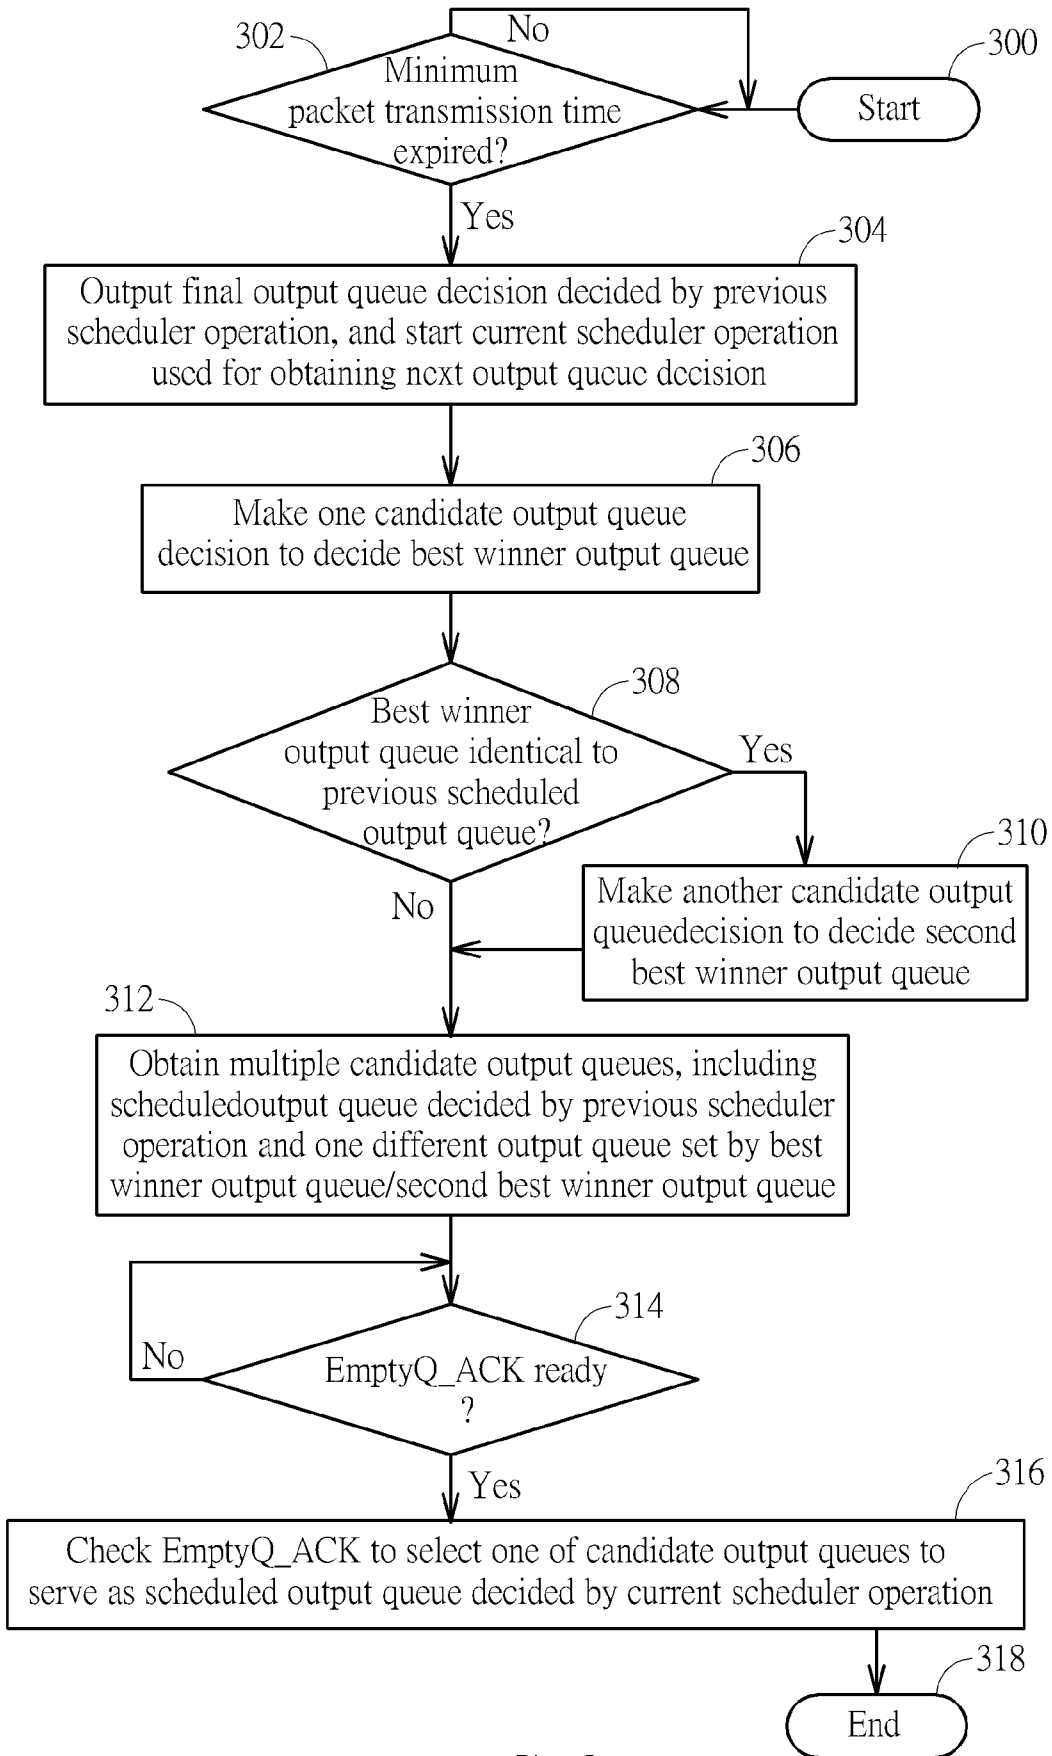 302
No
300
Minimum
packet transmission time
expired?
Start
Yes
304
Output final output queue decision decided by previous
scheduler operation, and start current scheduler operation
used for obtaining next output queue decision
306
Make one candidate output queue
decision to decide best winner output queue
308
Best winner
output queue identical to
previous scheduled
output queue?
Yes
310
No
Make another candidate output
queuedecision to decide second
best winner output queue
312
Obtain multiple candidate output queues, including
scheduledoutput queue decided by previous scheduler
operation and one different output queue set by best
winner output queue/second best winner output queue
314
No
EmptyQ_ACK ready
?
Yes
316
Check EmptyQ_ACK to select one of candidate output queues to
serve as scheduled output queue decided by current scheduler operation
318
End